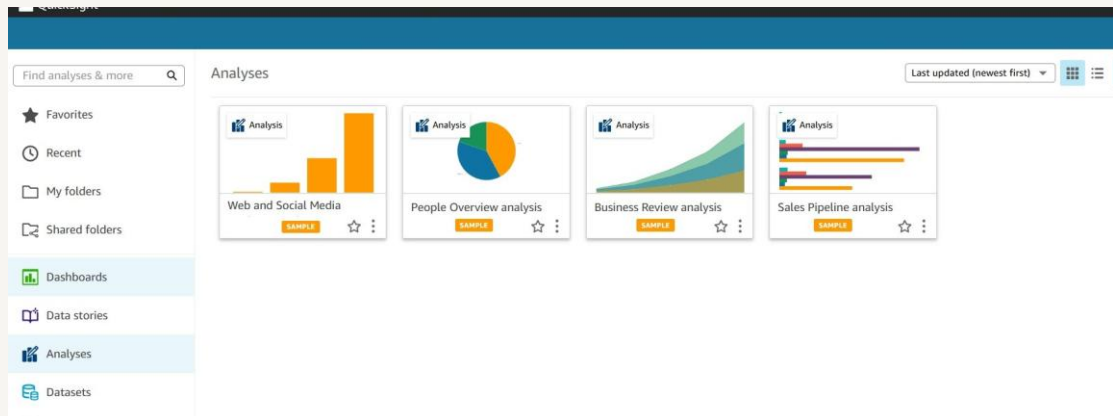 QuickSight
Find analyses & more
Analyses
Last updated (newest first)
Favorites
Recent
My folders
Shared folders
Dashboards
Data stories
Analyses
Datasets
Analysis
Web and Social Media
SAMPLE
Analysis
People Overview analysis
SAMPLE
Analysis
Business Review analysis
SAMPLE
Analysis
Sales Pipeline analysis
SAMPLE